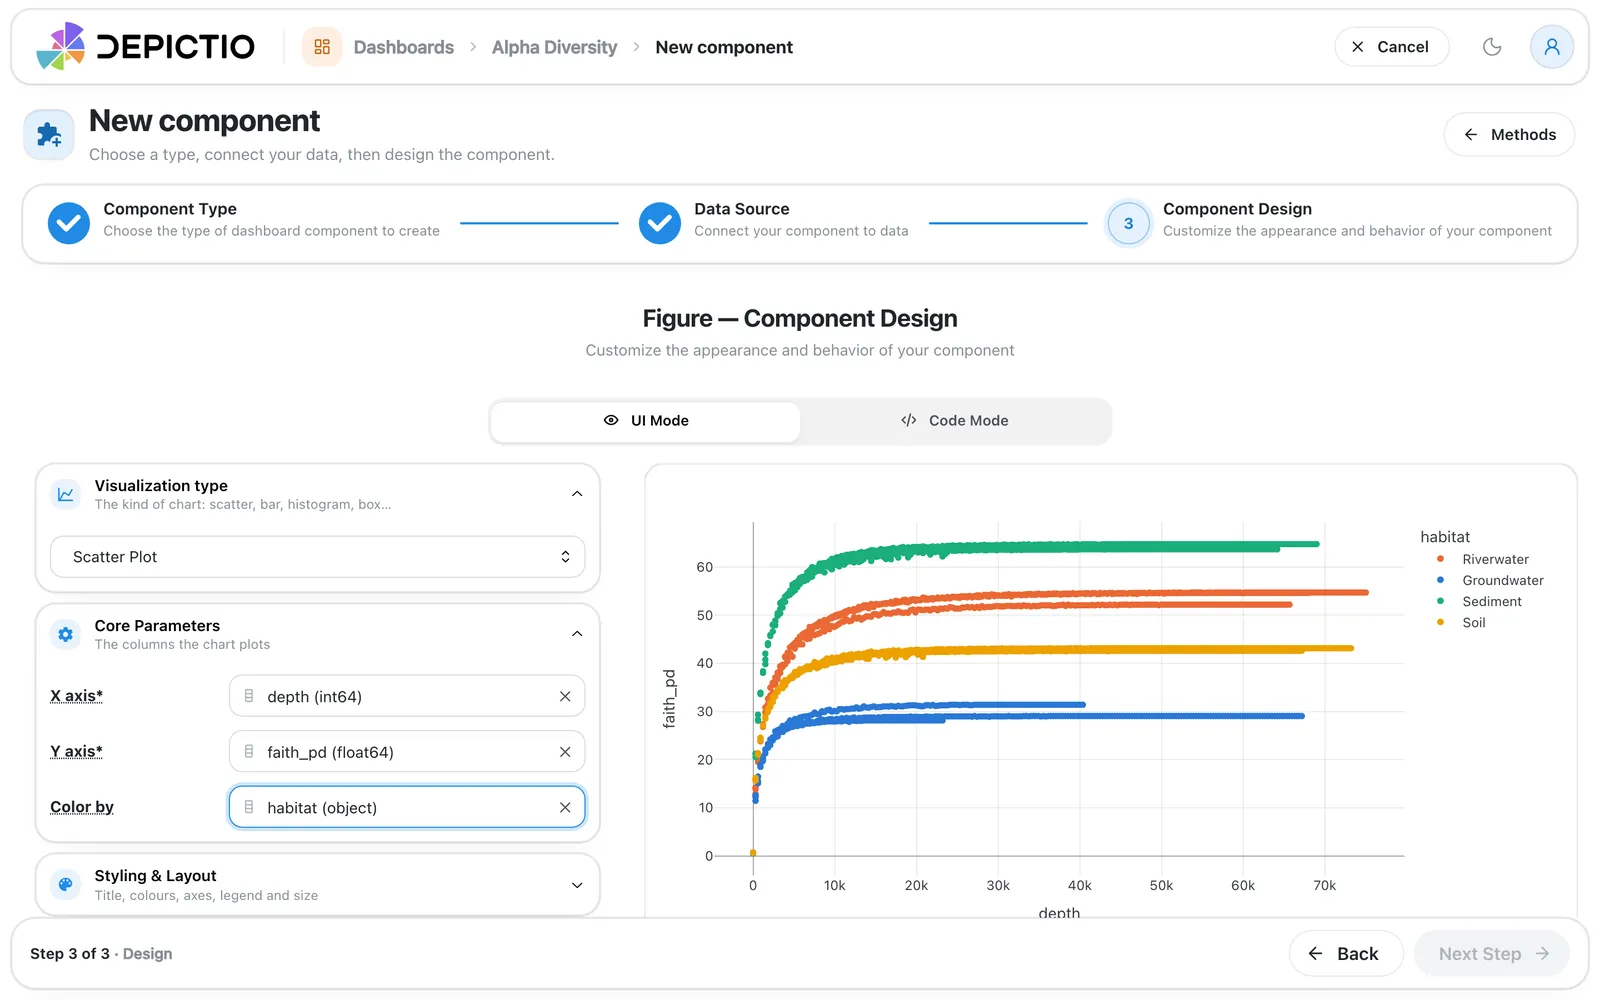 DEPICTIO
Dashboards
Alpha Diversity
New component
Cancel
New component
Choose a type, connect your data, then design the component.
Methods
Component Type
Choose the type of dashboard component to create
Data Source
Connect your component to data
3
Component Design
Customize the appearance and behavior of your component
Figure — Component Design
Customize the appearance and behavior of your component
UI Mode
Code Mode
Visualization type
The kind of chart: scatter, bar, histogram, box...
Scatter Plot
Core Parameters
The columns the chart plots
X axis*
depth (int64)
Y axis*
faith_pd (float64)
Color by
habitat (object)
Styling & Layout
Title, colours, axes, legend and size
faith_pd
60
50
40
30
20
10
0
0
10k
20k
30k
40k
50k
60k
70k
depth
habitat
Riverwater
Groundwater
Sediment
Soil
Step 3 of 3 · Design
Back
Next Step